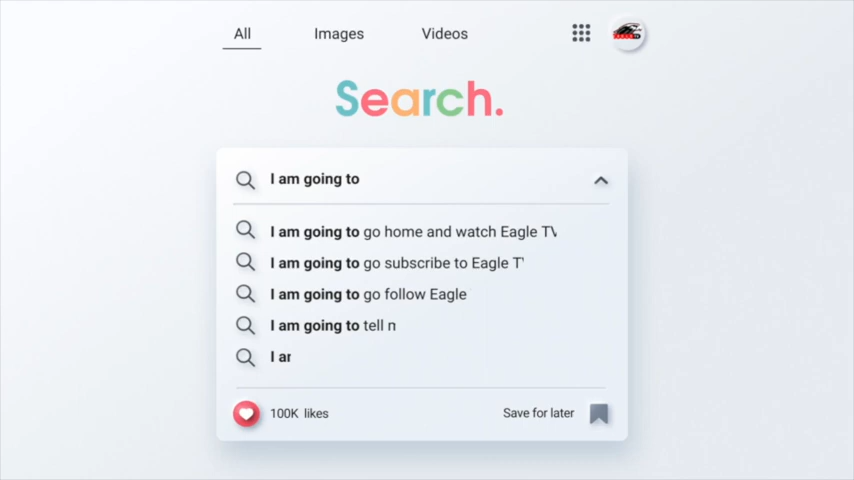 All Images Videos
Search.
I am going to
I am going to go home and watch Eagle TV
I am going to go subscribe to Eagle T
I am going to go follow Eagle
I am going to tell
I
100K likes Save for later